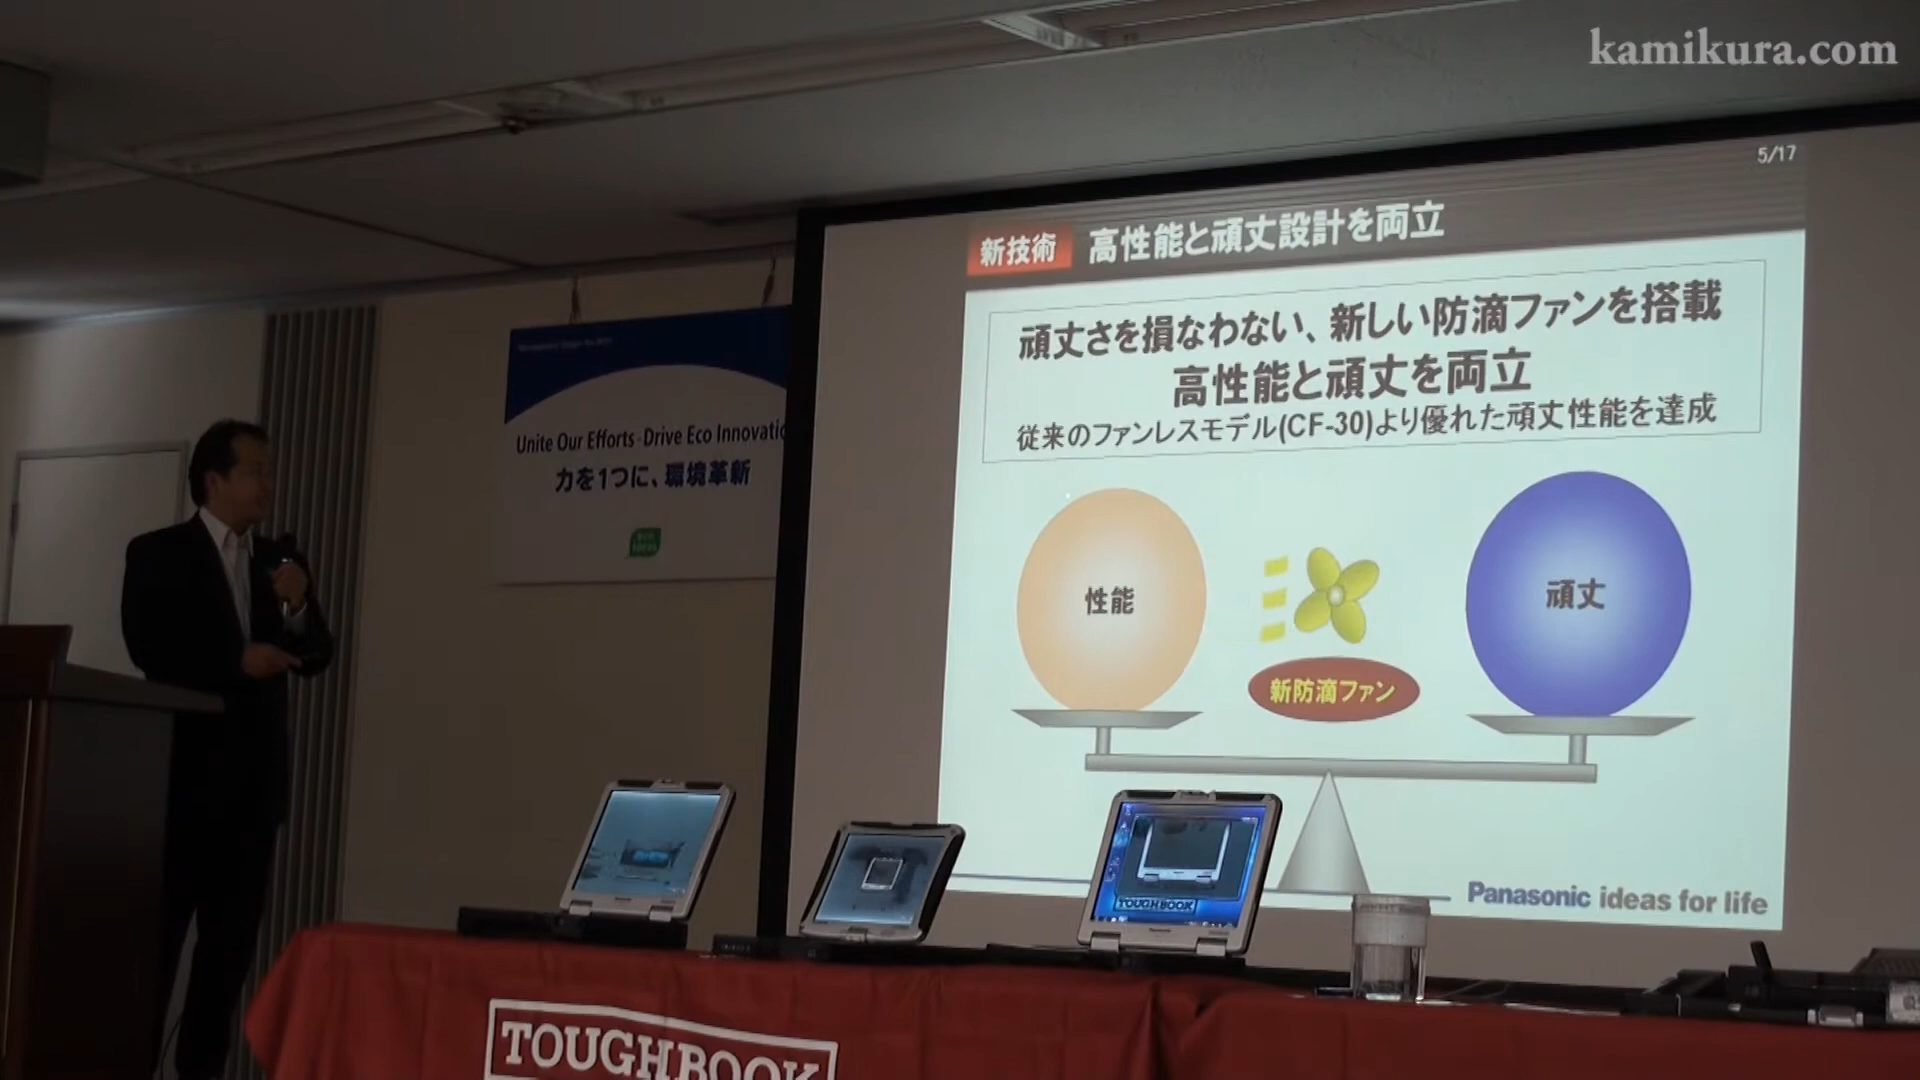 kamikura.com
5/17
新技術 高性能と頑丈設計を両立
頑丈さを損なわない、新しい防滴ファンを搭載
高性能と頑丈を両立
従来のファンレスモデル(CF-30)より優れた頑丈性能を達成
性能
頑丈
新防滴ファン
Panasonic ideas for life
Unite Our Efforts - Drive Eco Innovatio
力を1つに、環境革新
eco ideas
TOUGHBOOK
Panasonic
TOUGHBOOK